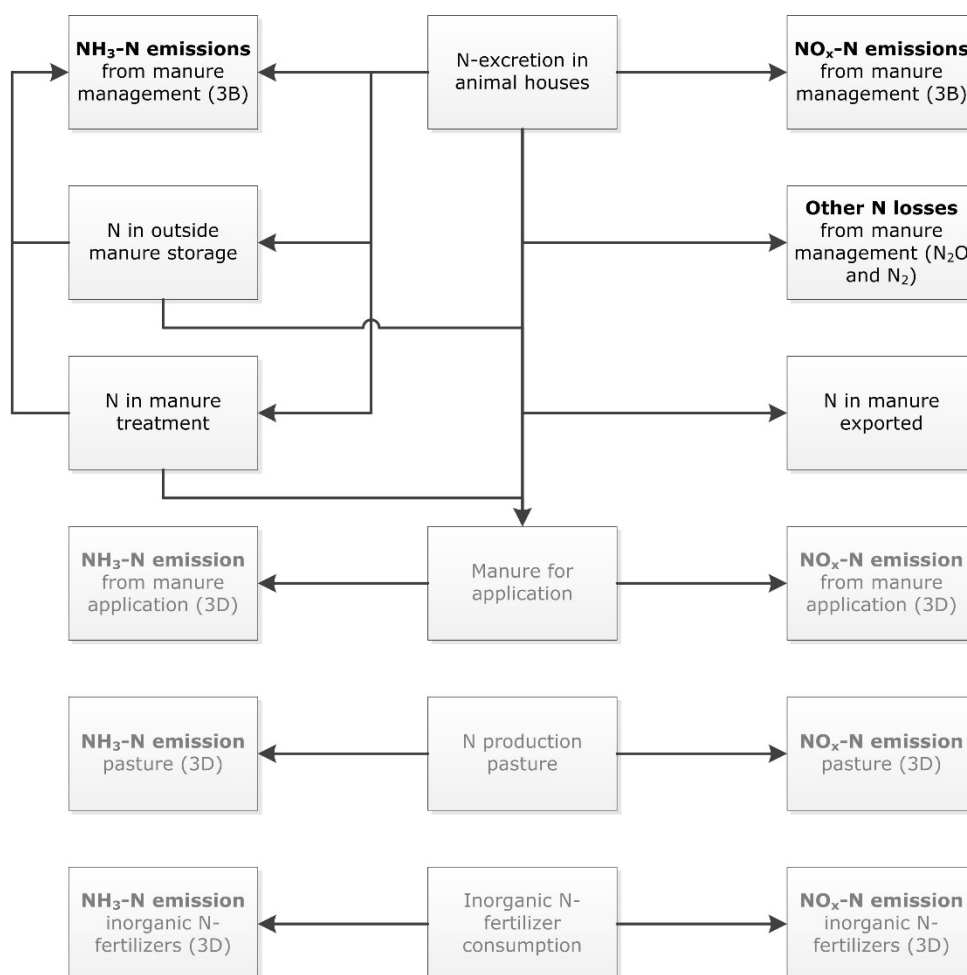 NH₃-N emissions
from manure
management (3B)
N-excretion in
animal houses
NOₓ-N emissions
from manure
management (3B)
N in outside
manure storage
Other N losses
from manure
management (N₂O
and N₂)
N in manure
treatment
N in manure
exported
NH₃-N emission
from manure
application (3D)
Manure for
application
NOₓ-N emission
from manure
application (3D)
NH₃-N emission
pasture (3D)
N production
pasture
NOₓ-N emission
pasture (3D)
NH₃-N emission
inorganic N-
fertilizers (3D)
Inorganic N-
fertilizer
consumption
NOₓ-N emission
inorganic N-
fertilizers (3D)